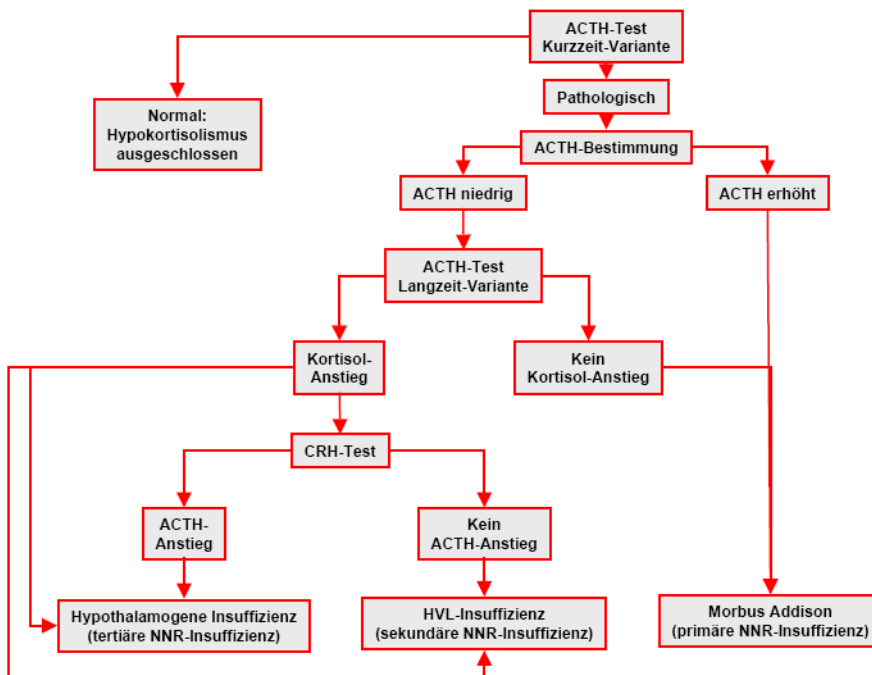 ACTH-Test
Kurzzeit-Variante
Normal:
Hypokortisolismus
ausgeschlossen
Pathologisch
ACTH-Bestimmung
ACTH niedrig
ACTH erhöht
ACTH-Test
Langzeit-Variante
Kortisol-
Anstieg
Kein
Kortisol-Anstieg
CRH-Test
ACTH-
Anstieg
Kein
ACTH-Anstieg
Hypothalamogene Insuffizienz
(tertiäre NNR-Insuffizienz)
HVL-Insuffizienz
(sekundäre NNR-Insuffizienz)
Morbus Addison
(primäre NNR-Insuffizienz)